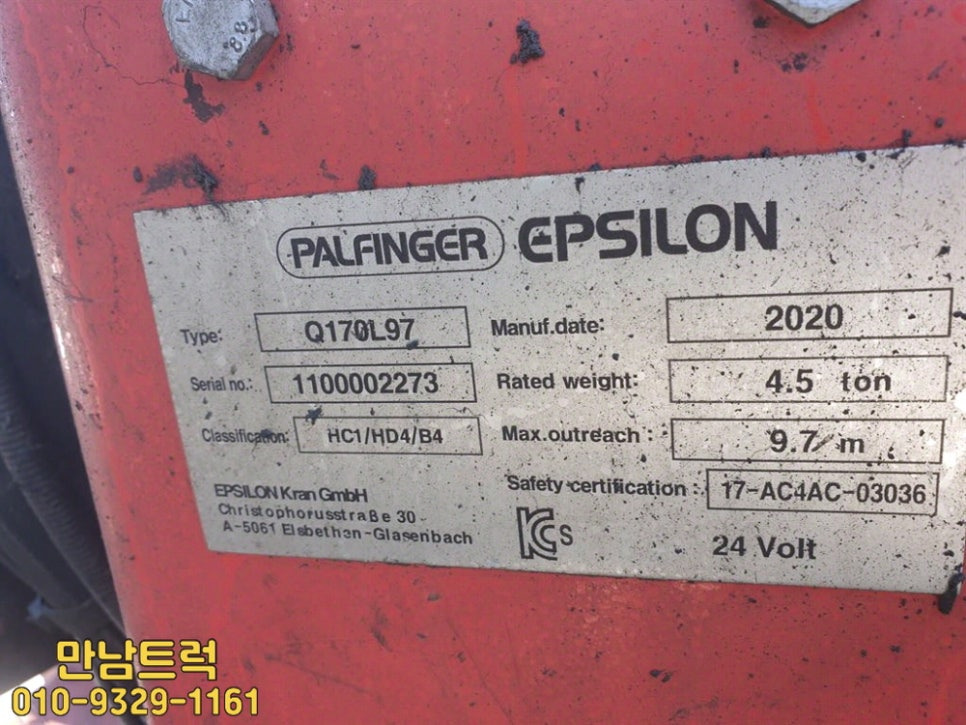 88
PALFINGER EPSILON
Type: Q170L97 Manuf.date: 2020
Serial no.: 1100002273 Rated weight: 4.5 ton
Classification: HC1/HD4/B4 Max.outreach : 9.7 m
EPSILON Kran GmbH Safety certification : 17-AC4AC-03036
Christophorusstraße 30
A-5061 Elsbethen-Glasenbach
KCs 24 Volt
만남트럭
010-9329-1161